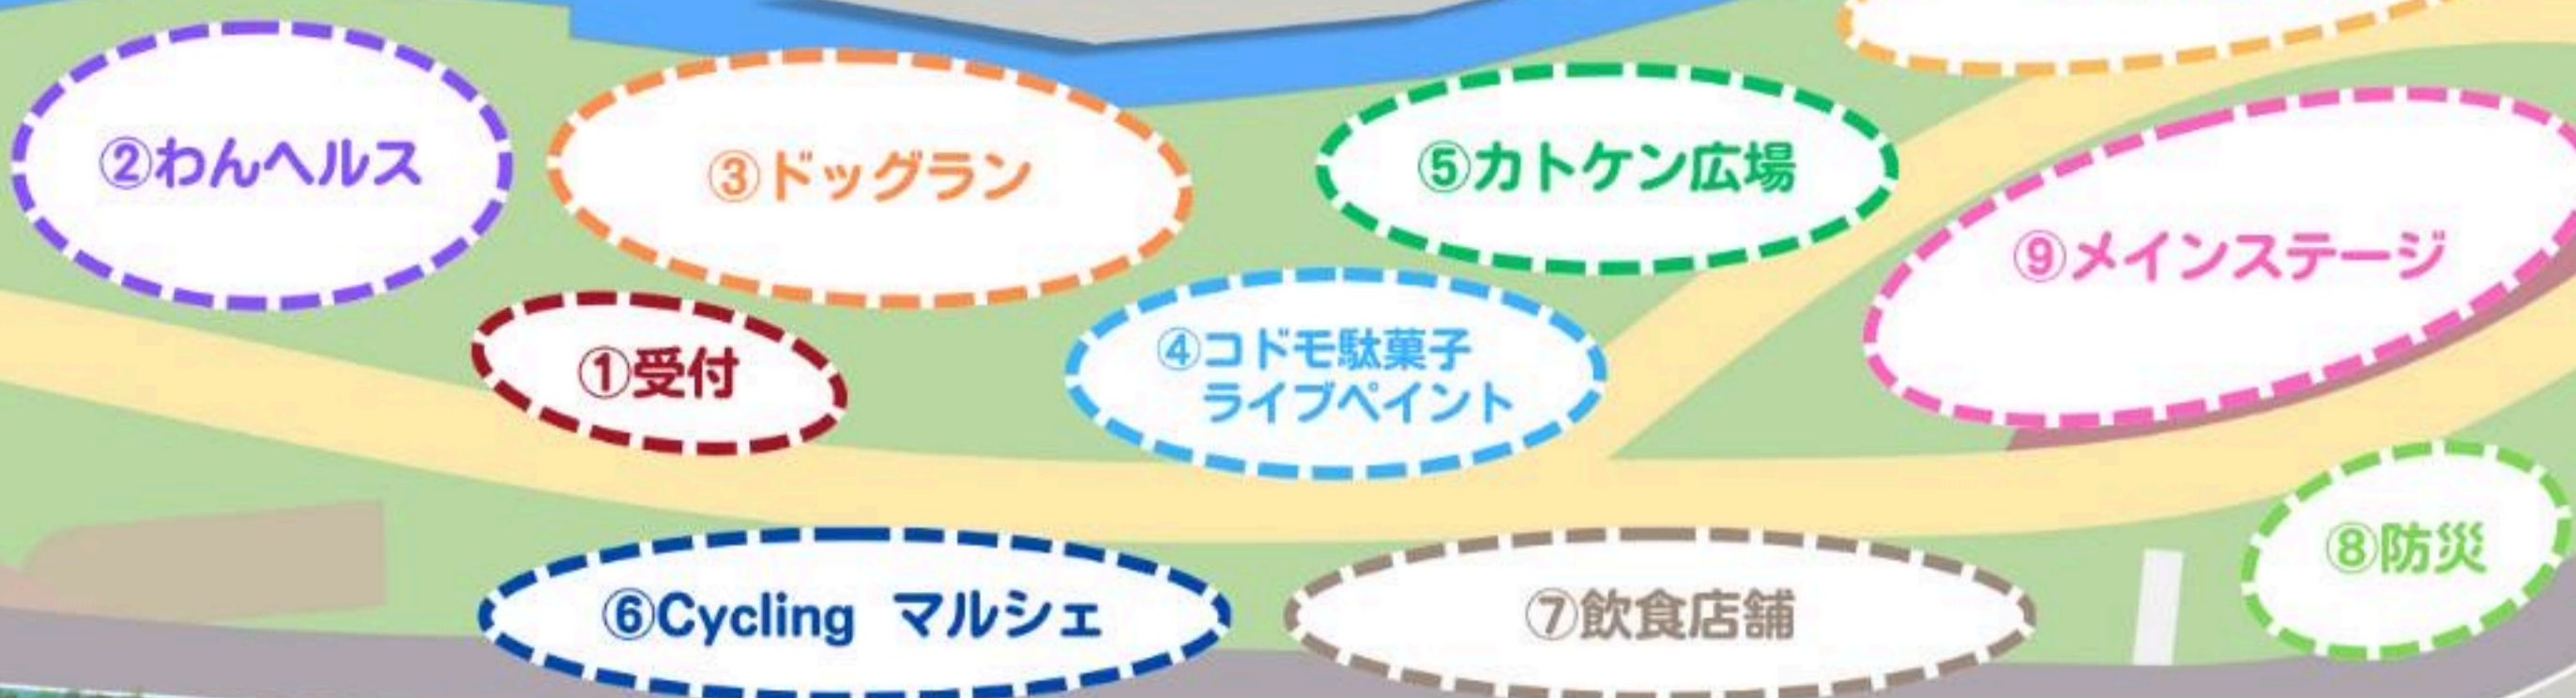 ②わんヘルス
③ドッグラン
⑤カトケン広場
⑨メインステージ
①受付
④コドモ駄菓子
ライブペイント
⑧防災
⑥Cycling マルシェ
⑦飲食店舗